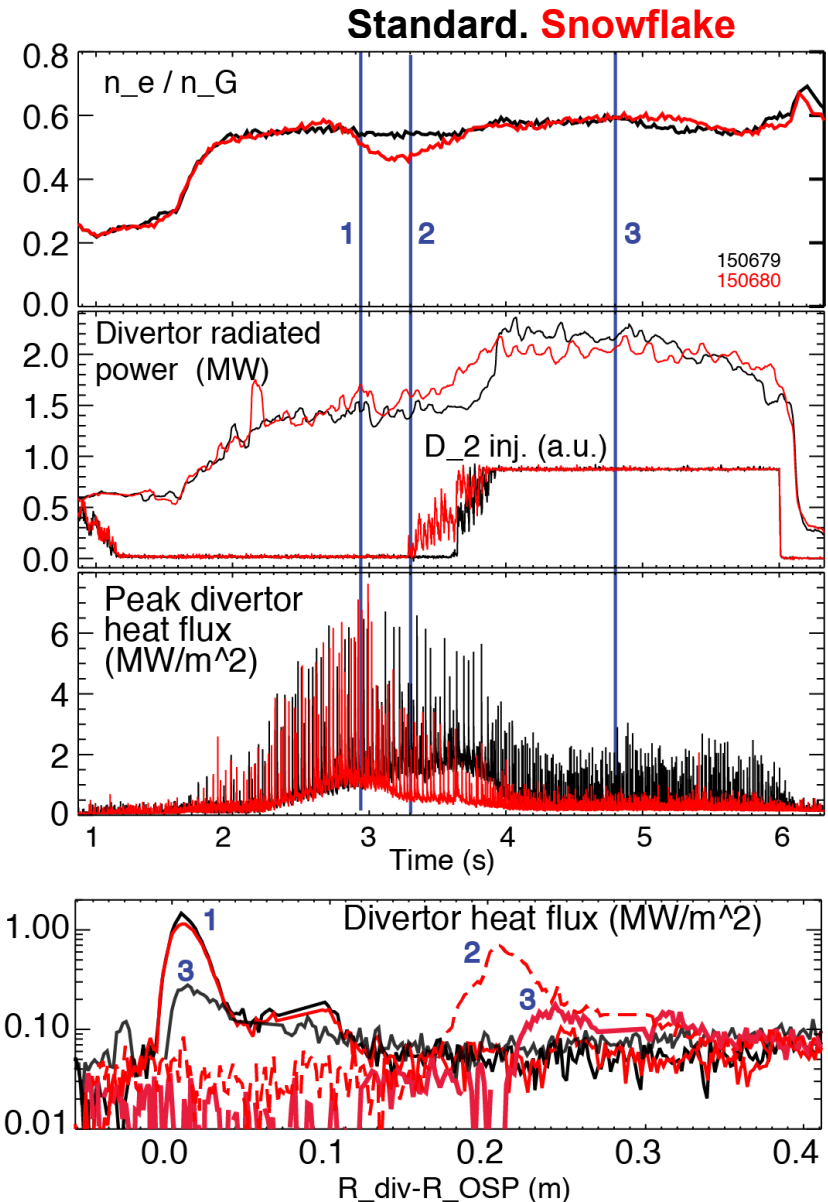 Standard. Snowflake
0.8
n_e / n_G
0.6
0.4
1
2
3
0.2
150679
150680
0.0
Divertor radiated
power (MW)
2.0
1.5
D_2 inj. (a.u.)
1.0
0.5
0.0
Peak divertor
heat flux
(MW/m^2)
6
4
2
0
1 2 3 4 5 6
Time (s)
1.00
1
Divertor heat flux (MW/m^2)
2
3
3
0.10
0.01
0.0 0.1 0.2 0.3 0.4
R_div-R_OSP (m)